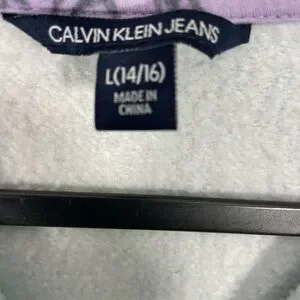 CALVIN KLEIN JEANS
L(14/16)
MADE IN
CHINA